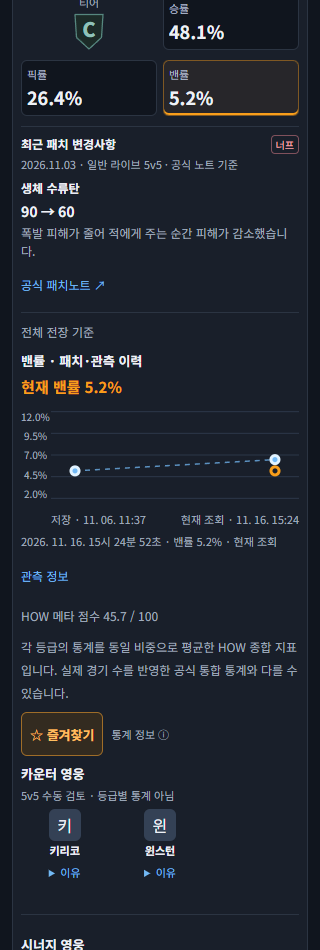 티어
C
승률
48.1%
픽률
26.4%
밴률
5.2%
최근 패치 변경사항
너프
2026.11.03 · 일반 라이브 5v5 · 공식 노트 기준
생체 수류탄
90 → 60
폭발 피해가 줄어 적에게 주는 순간 피해가 감소했습니
다.
공식 패치노트 ↗
전체 전장 기준
밴률 · 패치·관측 이력
현재 밴률 5.2%
12.0%
9.5%
7.0%
4.5%
2.0%
저장 · 11. 06. 11:37
현재 조회 · 11. 16. 15:24
2026. 11. 16. 15시 24분 52초 · 밴률 5.2% · 현재 조회
관측 정보
HOW 메타 점수 45.7 / 100
각 등급의 통계를 동일 비중으로 평균한 HOW 종합 지표
입니다. 실제 경기 수를 반영한 공식 통합 통계와 다를 수
있습니다.
☆ 즐겨찾기
통계 정보 ⓘ
카운터 영웅
5v5 수동 검토 · 등급별 통계 아님
키
윈
키리코
윈스턴
▶ 이유
▶ 이유
시너지 영웅